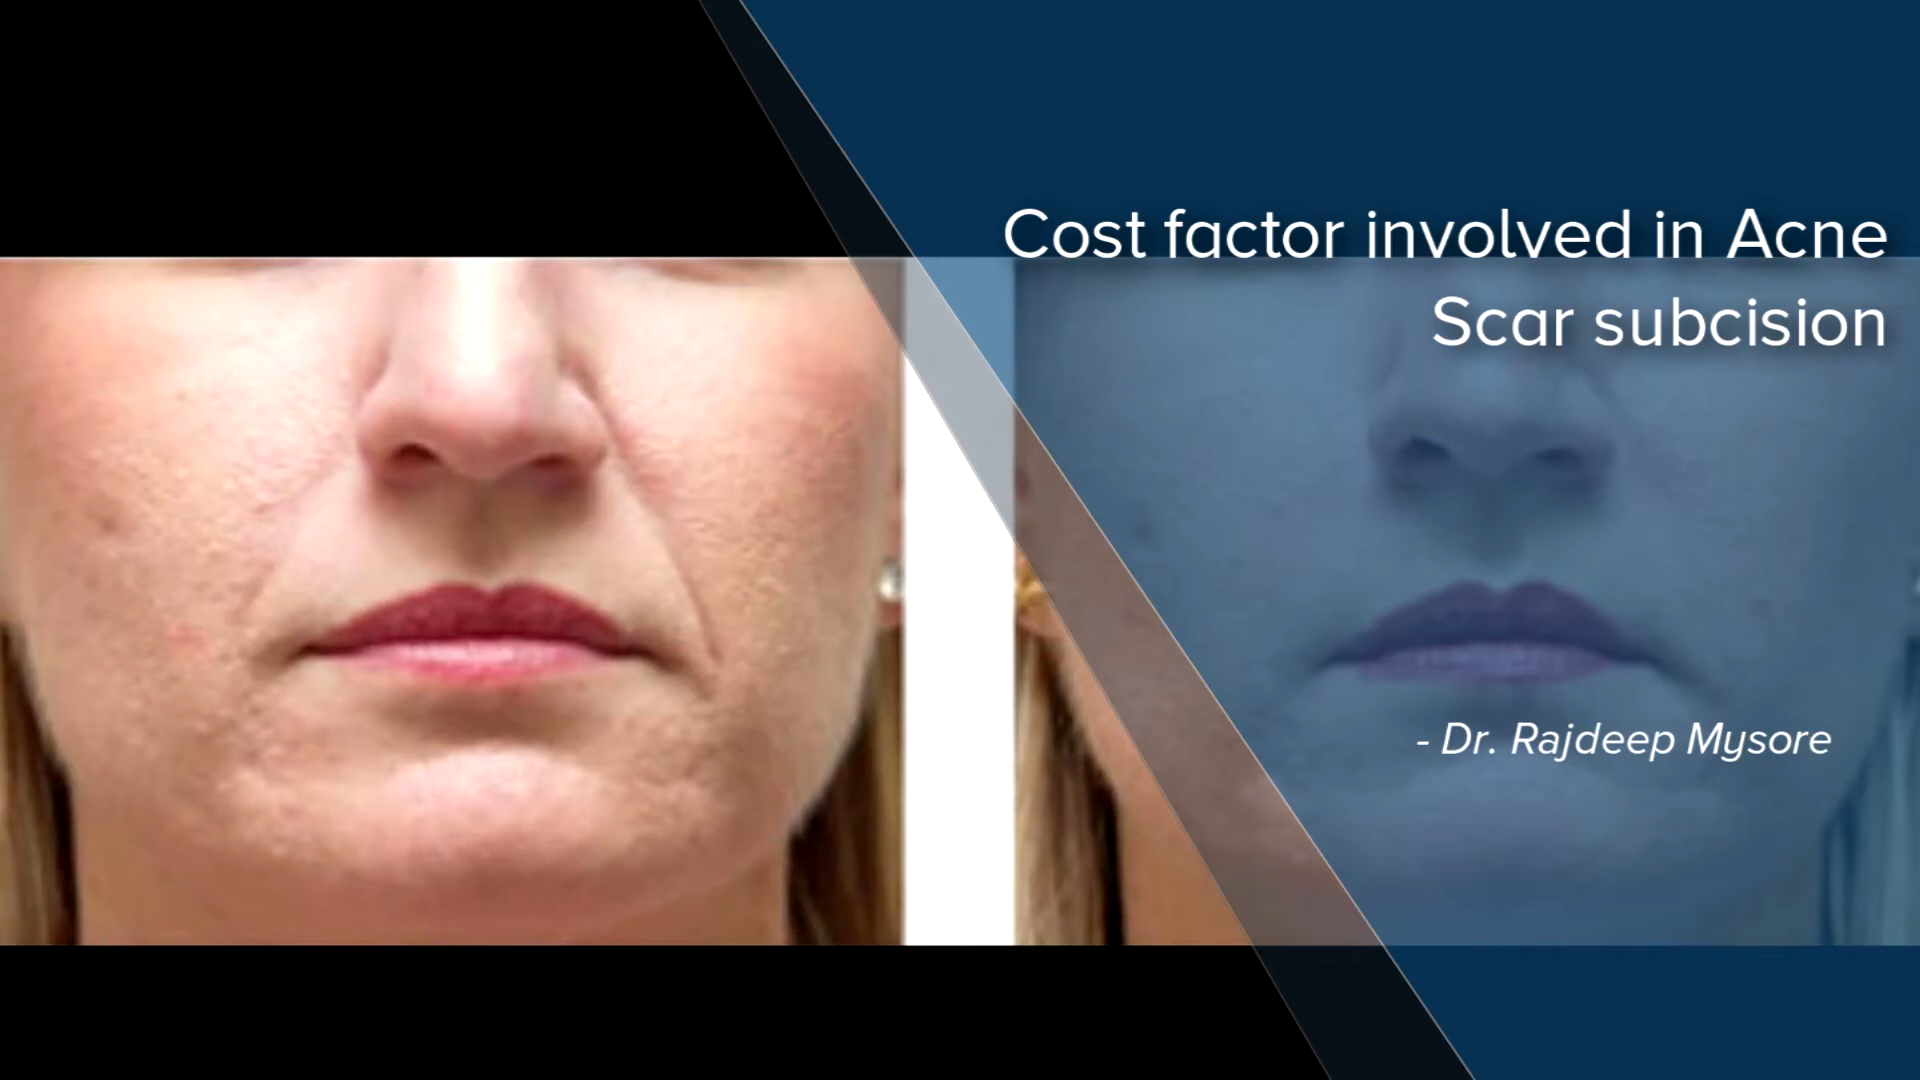 Cost factor involved in Acne
Scar subcision
- Dr. Rajdeep Mysore